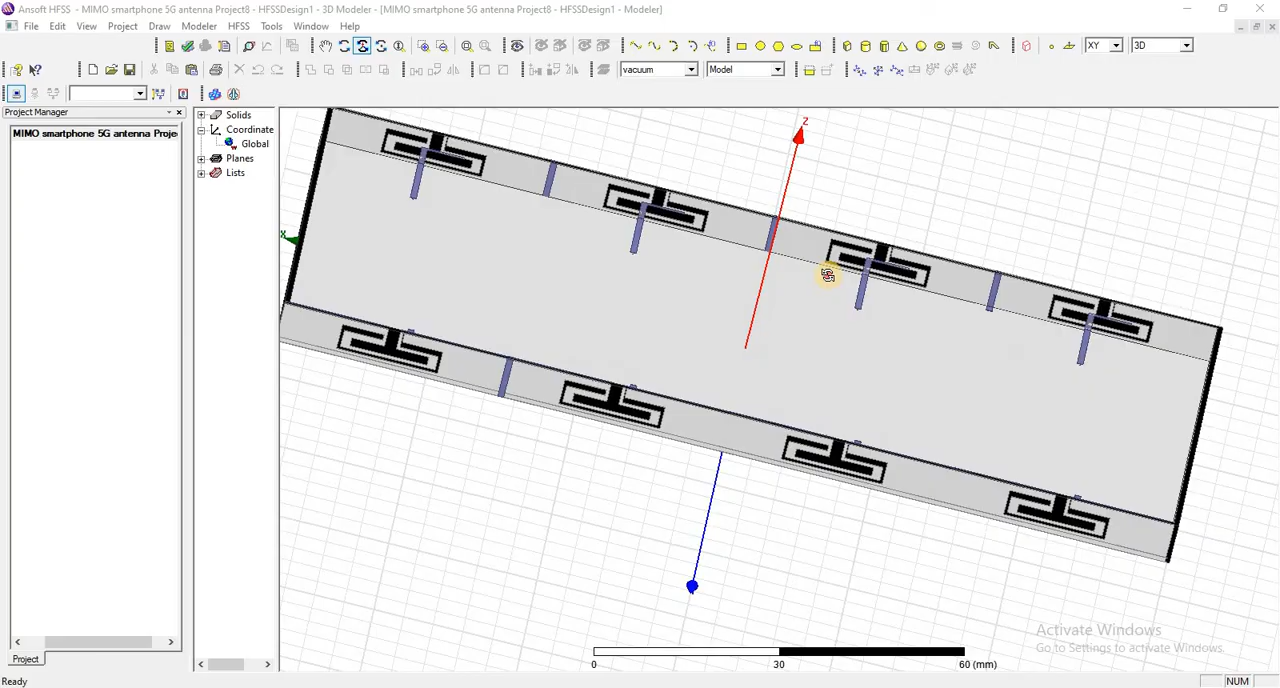 Ansoft HFSS - MIMO smartphone 5G antenna Project8 - HFSSDesign1 - 3D Modeler - [MIMO smartphone 5G antenna Project8 - HFSSDesign1 - Modeler]
File Edit View Project Draw Modeler HFSS Tools Window Help
XY 3D
vacuum Model
Project Manager
MIMO smartphone 5G antenna Proje
Solids
Coordinate
Global
Planes
Lists
Z
X
Project
0 30 60 (mm)
Activate Windows
Go to Settings to activate Windows.
Ready NUM